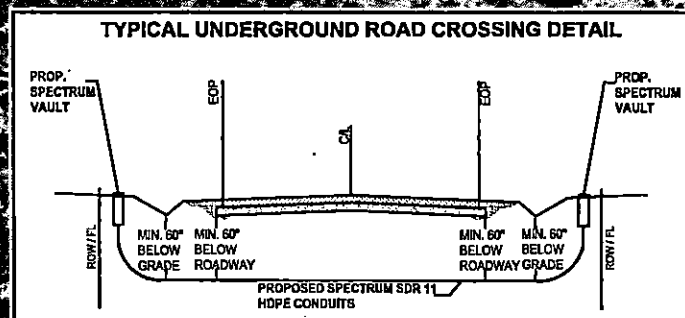 TYPICAL UNDERGROUND ROAD CROSSING DETAIL
PROP.
SPECTRUM
VAULT
EOP
C/L
EOP
PROP.
SPECTRUM
VAULT
ROW / FL
MIN. 60"
BELOW
GRADE
MIN. 60"
BELOW
ROADWAY
MIN. 60"
BELOW
ROADWAY
MIN. 60"
BELOW
GRADE
ROW / FL
PROPOSED SPECTRUM SDR 11
HDPE CONDUITS